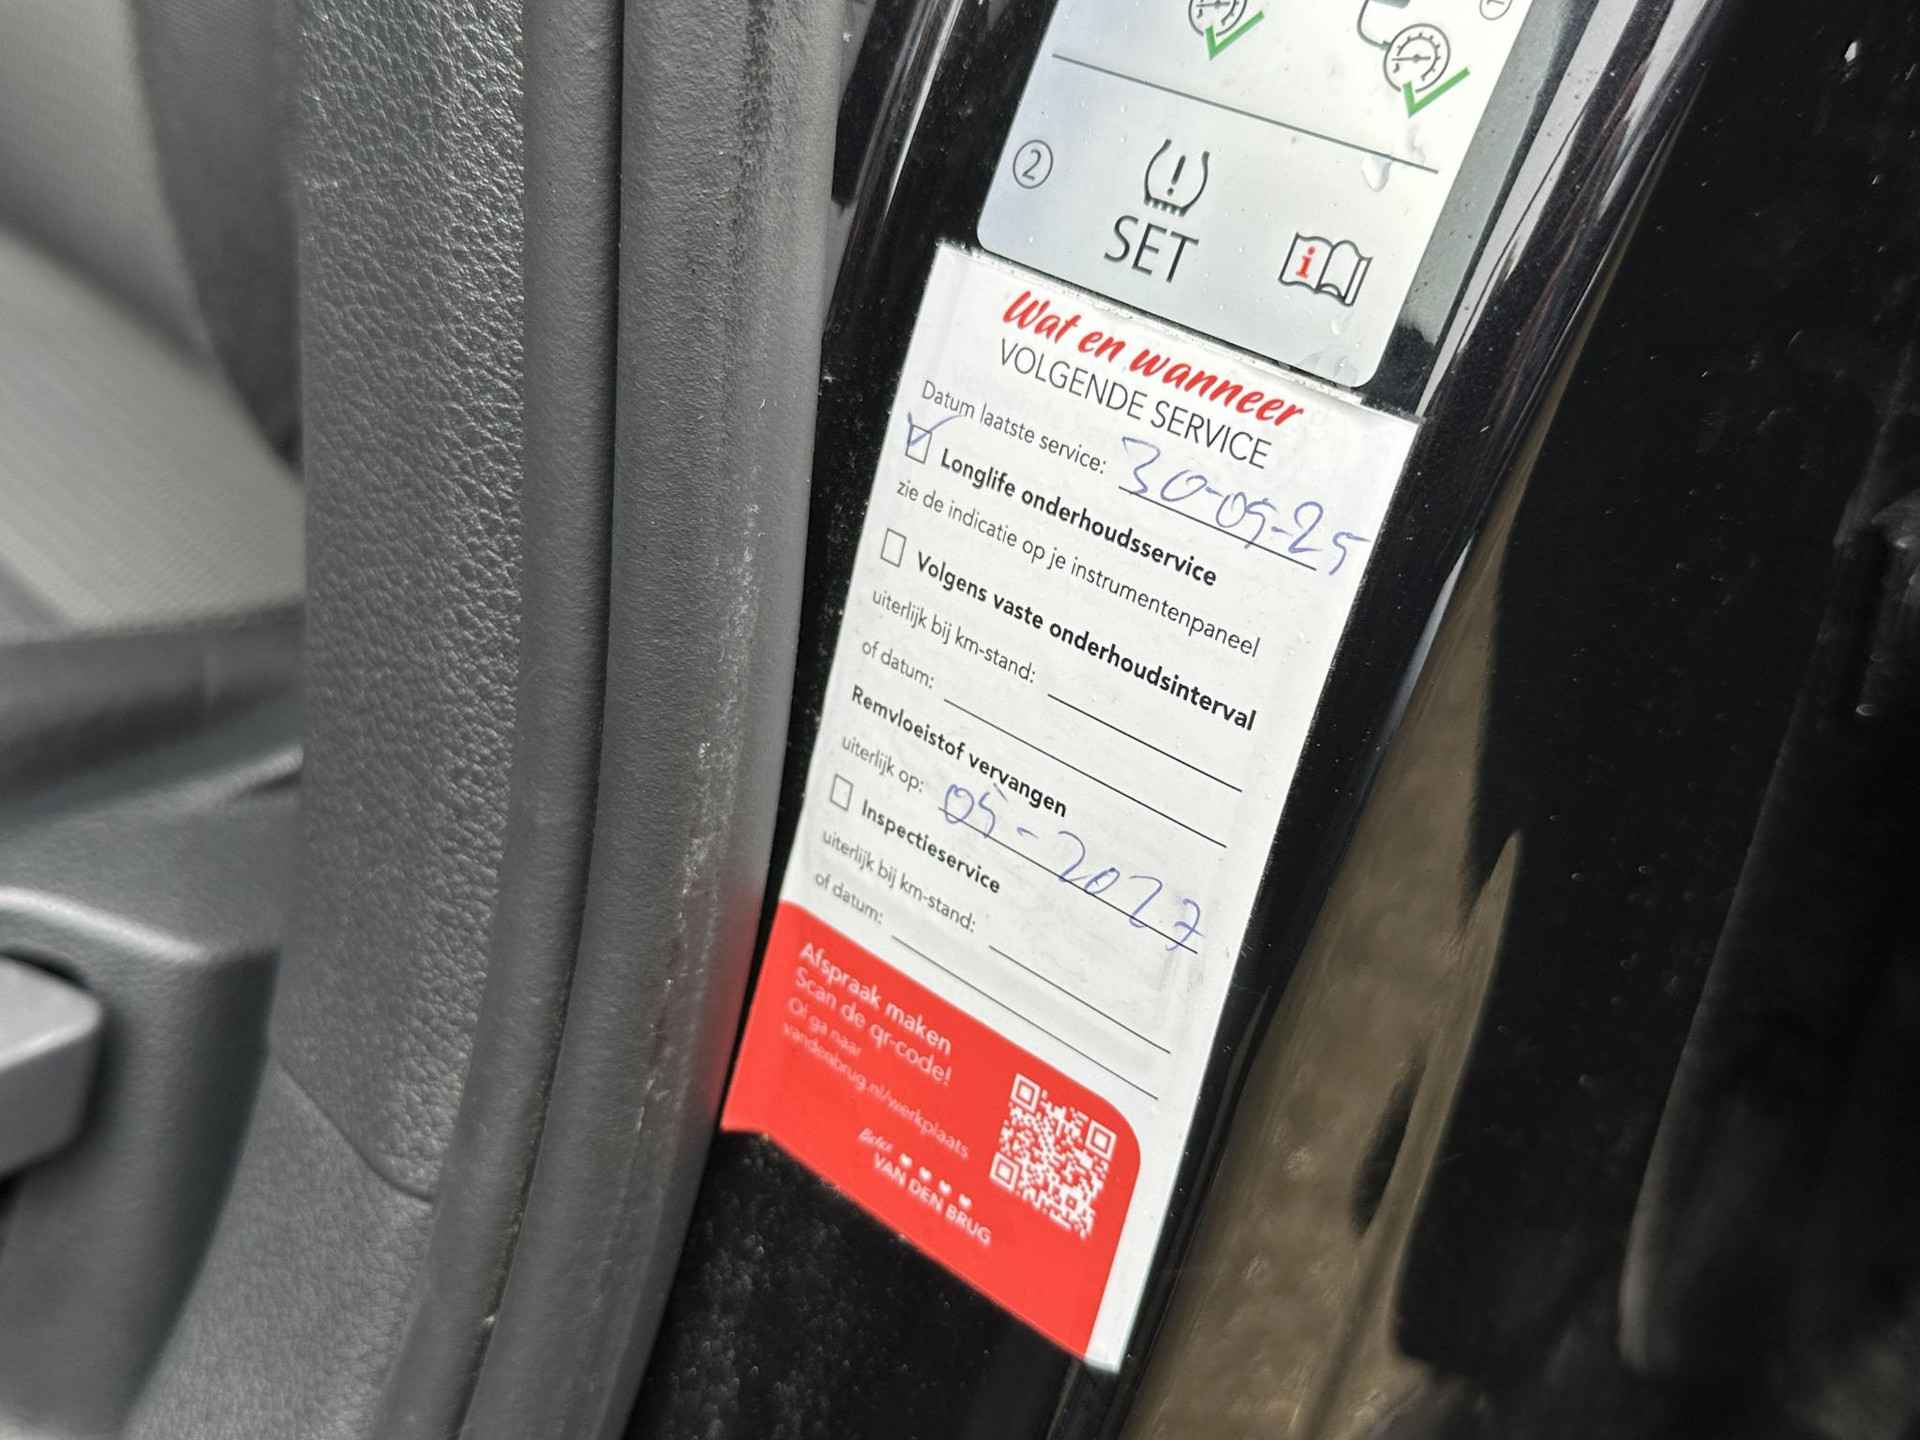 2
SET
i
Wat en wanneer
VOLGENDE SERVICE
Datum laatste service: 30-05-25
Longlife onderhoudsservice
zie de indicatie op je instrumentenpaneel
Volgens vaste onderhoudsinterval
uiterlijk bij km-stand:
of datum:
Remvloeistof vervangen
uiterlijk op: 05-2027
Inspectieservice
uiterlijk bij km-stand:
of datum:
Afspraak maken
Scan de qr-code!
Of ga naar
vandenbrug.nl/werkplaats
VAN DEN BRUG